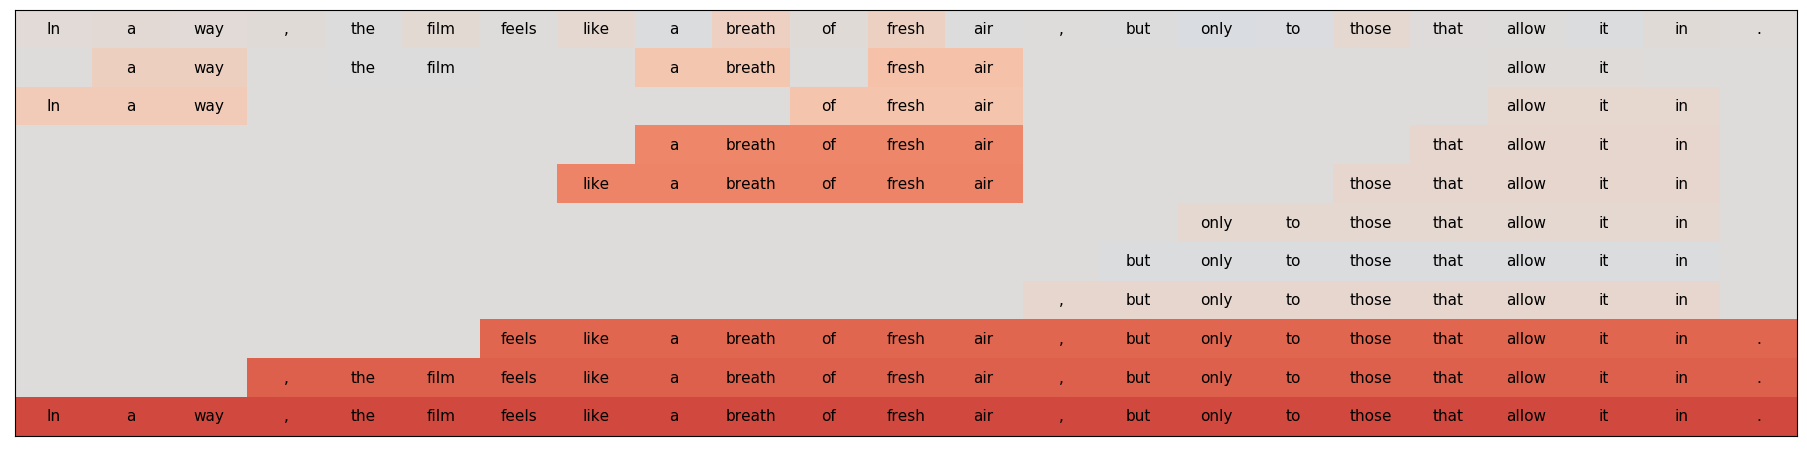 In a way , the film feels like a breath of fresh air , but only to those that allow it in .
a way the film a breath fresh air allow it
In a way of fresh air allow it in
a breath of fresh air that allow it in
like a breath of fresh air those that allow it in
only to those that allow it in
but only to those that allow it in
, but only to those that allow it in
feels like a breath of fresh air , but only to those that allow it in .
, the film feels like a breath of fresh air , but only to those that allow it in .
In a way , the film feels like a breath of fresh air , but only to those that allow it in .